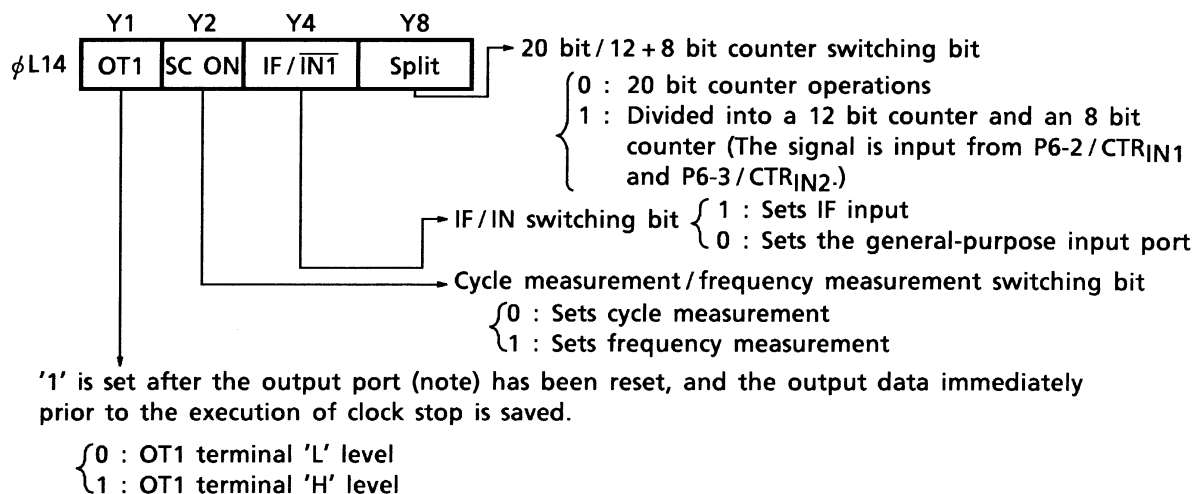 Y1 Y2 Y4 Y8
ϕL14 OT1 SC ON IF/IN1 Split
20 bit/12+8 bit counter switching bit
0 : 20 bit counter operations
1 : Divided into a 12 bit counter and an 8 bit
counter (The signal is input from P6-2/CTRIN1
and P6-3/CTRIN2.)
IF/IN switching bit
1 : Sets IF input
0 : Sets the general-purpose input port
Cycle measurement/frequency measurement switching bit
0 : Sets cycle measurement
1 : Sets frequency measurement
'1' is set after the output port (note) has been reset, and the output data immediately
prior to the execution of clock stop is saved.
0 : OT1 terminal 'L' level
1 : OT1 terminal 'H' level